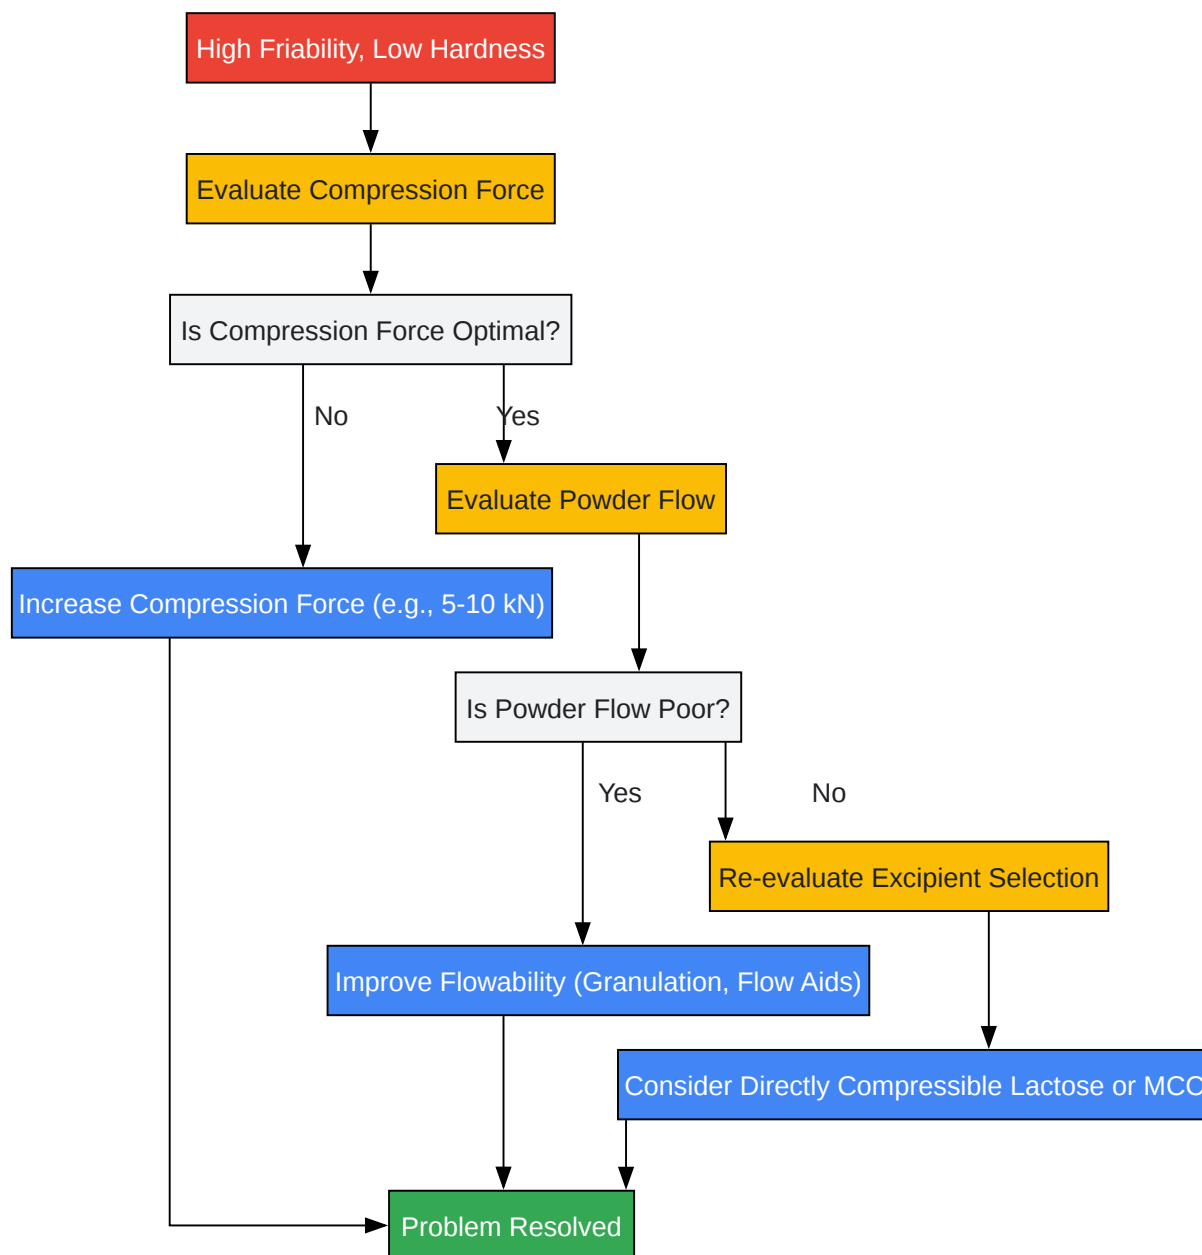 High Friability, Low Hardness
Evaluate Compression Force
Is Compression Force Optimal?
No
Yes
Evaluate Powder Flow
Increase Compression Force (e.g., 5-10 kN)
Is Powder Flow Poor?
Yes
No
Re-evaluate Excipient Selection
Improve Flowability (Granulation, Flow Aids)
Consider Directly Compressible Lactose or MCC
Problem Resolved